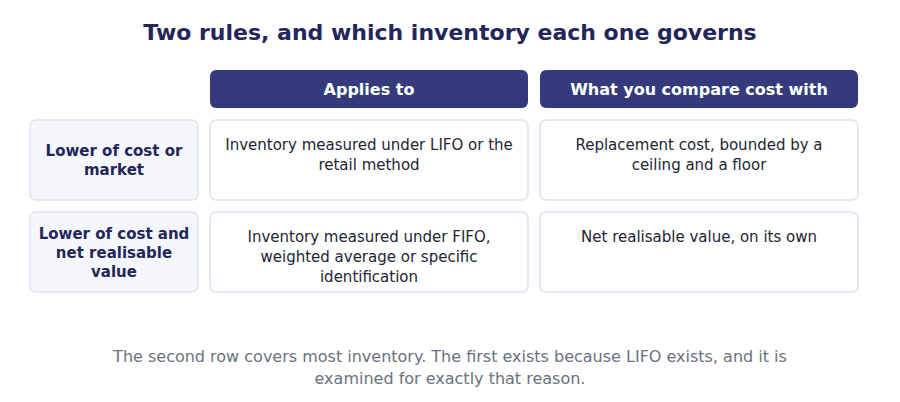 Two rules, and which inventory each one governs
Applies to
What you compare cost with
Lower of cost or
market
Inventory measured under LIFO or the
retail method
Replacement cost, bounded by a
ceiling and a floor
Lower of cost and
net realisable
value
Inventory measured under FIFO,
weighted average or specific
identification
Net realisable value, on its own
The second row covers most inventory. The first exists because LIFO exists, and it is
examined for exactly that reason.